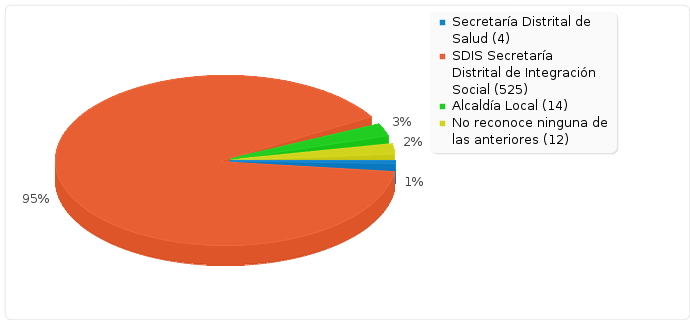 Secretaría Distrital de
Salud (4)
SDIS Secretaría
Distrital de Integración
Social (525)
Alcaldía Local (14)
No reconoce ninguna de
las anteriores (12)
3%
2%
1%
95%